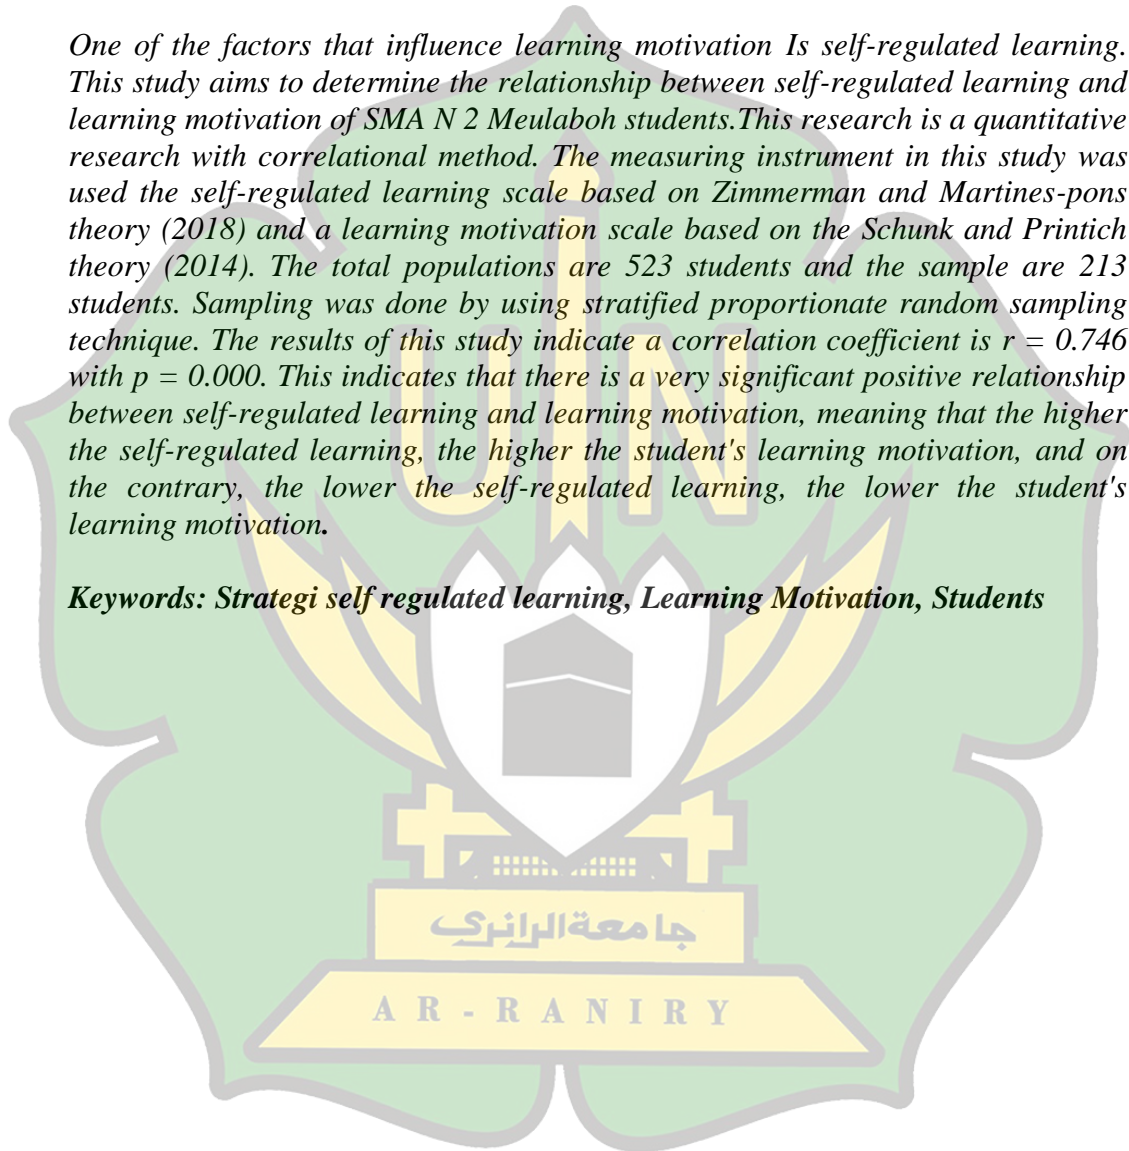 One of the factors that influence learning motivation Is self-regulated learning.
This study aims to determine the relationship between self-regulated learning and
learning motivation of SMA N 2 Meulaboh students.This research is a quantitative
research with correlational method. The measuring instrument in this study was
used the self-regulated learning scale based on Zimmerman and Martines-pons
theory (2018) and a learning motivation scale based on the Schunk and Printich
theory (2014). The total populations are 523 students and the sample are 213
students. Sampling was done by using stratified proportionate random sampling
technique. The results of this study indicate a correlation coefficient is r = 0.746
with p = 0.000. This indicates that there is a very significant positive relationship
between self-regulated learning and learning motivation, meaning that the higher
the self-regulated learning, the higher the student's learning motivation, and on
the contrary, the lower the self-regulated learning, the lower the student's
learning motivation.
Keywords: Strategi self regulated learning, Learning Motivation, Students
UIN
جامعة الرانري
AR-RANIRY